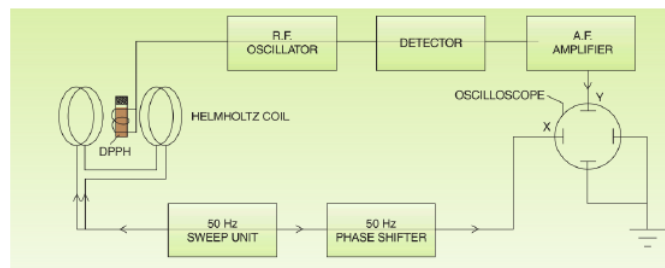 R.F.
OSCILLATOR
DETECTOR
A.F.
AMPLIFIER
OSCILLOSCOPE
Y
X
HELMHOLTZ COIL
DPPH
50 Hz
SWEEP UNIT
50 Hz
PHASE SHIFTER